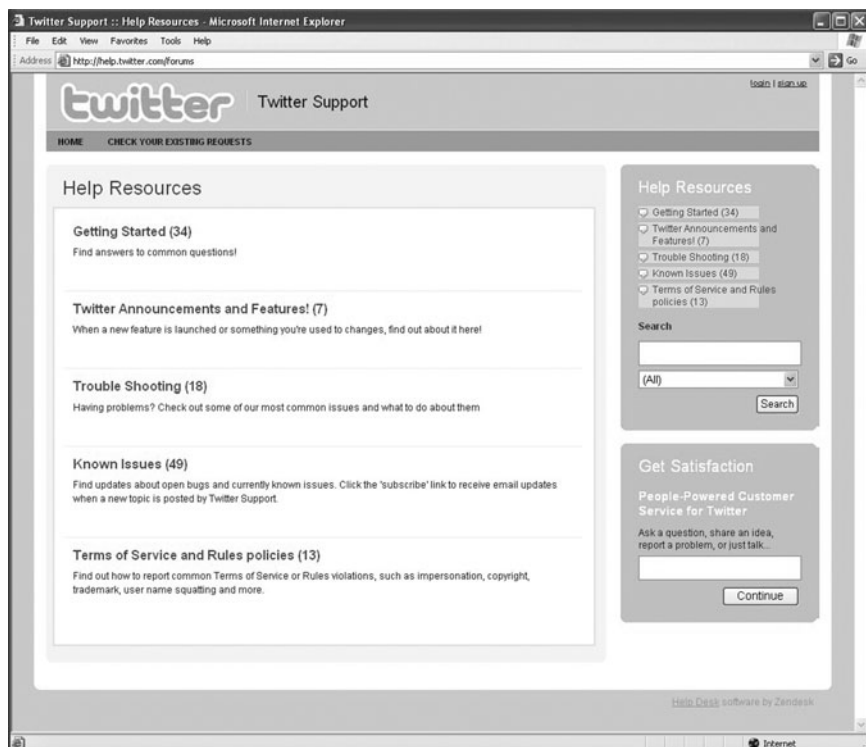 Twitter Support :: Help Resources - Microsoft Internet Explorer
File Edit View Favorites Tools Help
Address http://help.twitter.com/forums Go
login | sign up
twitter Twitter Support
HOME CHECK YOUR EXISTING REQUESTS
Help Resources
Getting Started (34)
Find answers to common questions!
Twitter Announcements and Features! (7)
When a new feature is launched or something you're used to changes, find out about it here!
Trouble Shooting (18)
Having problems? Check out some of our most common issues and what to do about them
Known Issues (49)
Find updates about open bugs and currently known issues. Click the 'subscribe' link to receive email updates
when a new topic is posted by Twitter Support.
Terms of Service and Rules policies (13)
Find out how to report common Terms of Service or Rules violations, such as impersonation, copyright,
trademark, user name squatting and more.
Help Resources
Getting Started (34)
Twitter Announcements and
Features! (7)
Trouble Shooting (18)
Known Issues (49)
Terms of Service and Rules
policies (13)
Search
(All)
Search
Get Satisfaction
People-Powered Customer
Service for Twitter
Ask a question, share an idea,
report a problem, or just talk...
Continue
Help Desk software by Zendesk
Internet